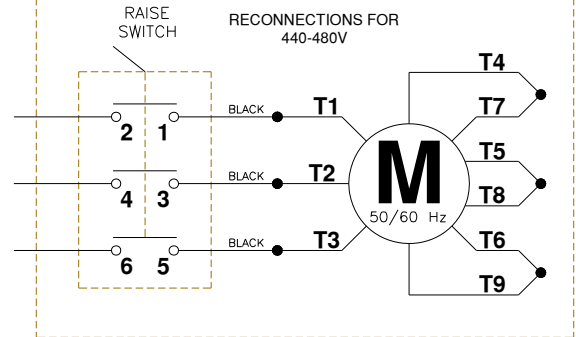 RAISE
SWITCH
RECONNECTIONS FOR
440-480V
T4
T7
2 1 BLACK T1
T5
4 3 BLACK T2
M
T8
50/60 Hz
6 5 BLACK T3
T6
T9